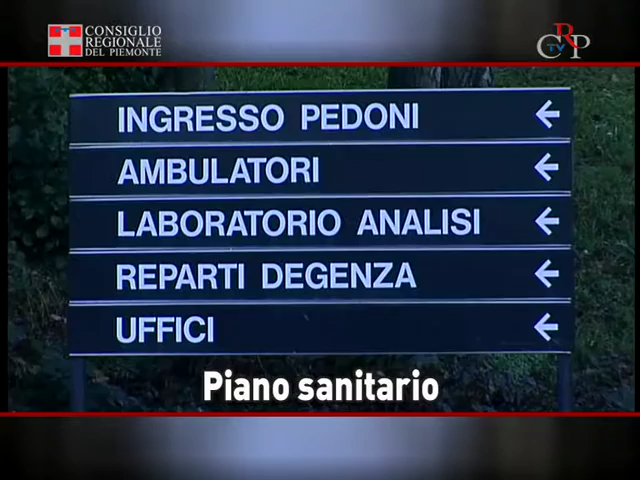 CONSIGLIO
REGIONALE
DEL PIEMONTE
CRP
TV
INGRESSO PEDONI
AMBULATORI
LABORATORIO ANALISI
REPARTI DEGENZA
UFFICI
Piano sanitario